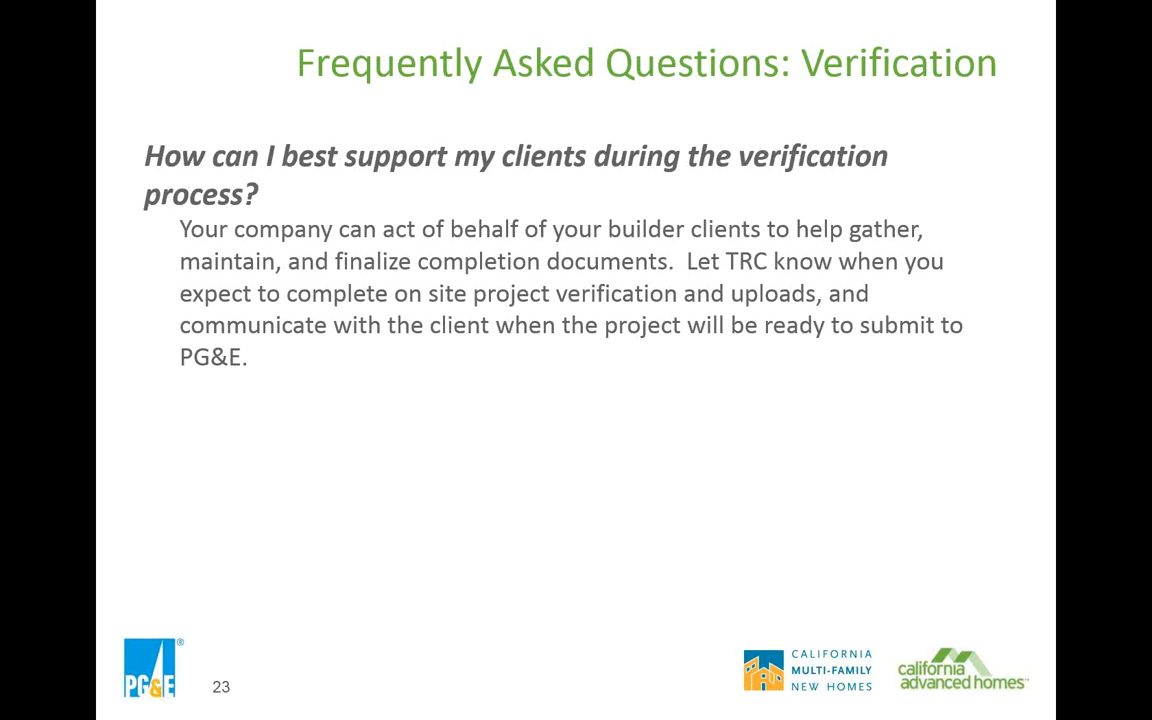 Frequently Asked Questions: Verification
How can I best support my clients during the verification
process?
Your company can act of behalf of your builder clients to help gather,
maintain, and finalize completion documents.  Let TRC know when you
expect to complete on site project verification and uploads, and
communicate with the client when the project will be ready to submit to
PG&E.
PG&E®
23
CALIFORNIA
MULTI-FAMILY
NEW HOMES
california
advanced homes™